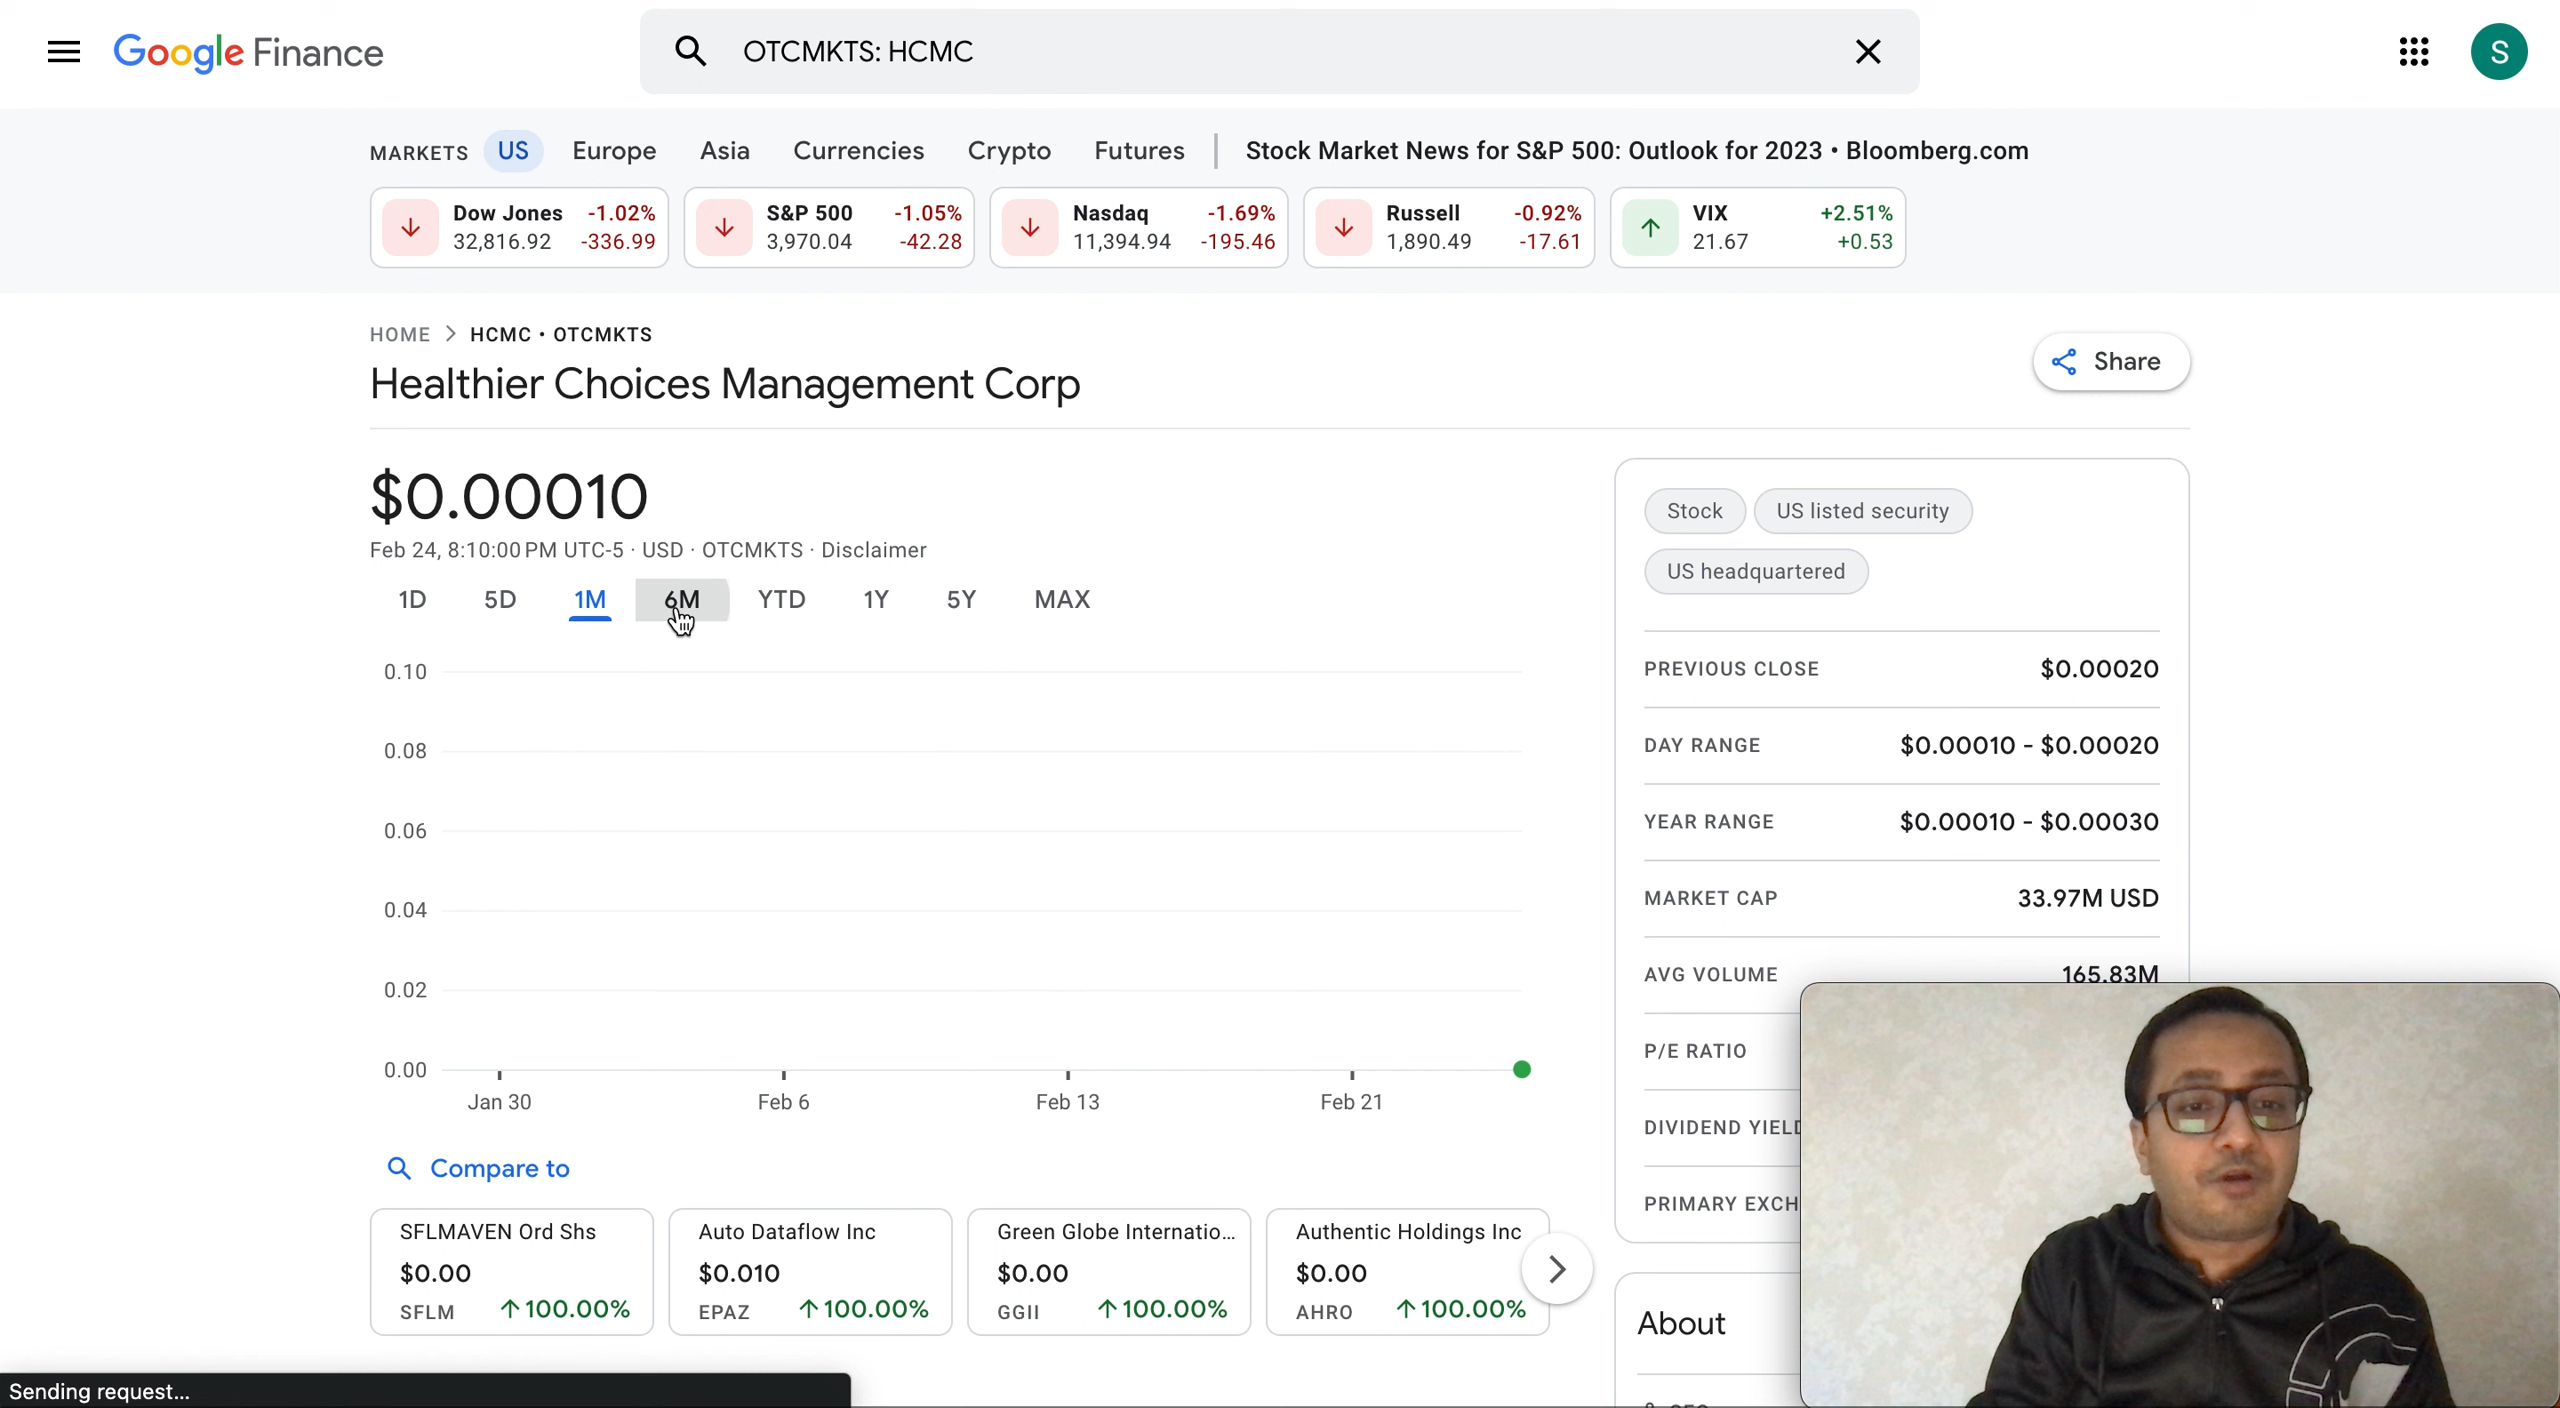 Google Finance
OTCMKTS: HCMC
S
MARKETS US Europe Asia Currencies Crypto Futures Stock Market News for S&P 500: Outlook for 2023 • Bloomberg.com
Dow Jones -1.02%
32,816.92 -336.99
S&P 500 -1.05%
3,970.04 -42.28
Nasdaq -1.69%
11,394.94 -195.46
Russell -0.92%
1,890.49 -17.61
VIX +2.51%
21.67 +0.53
HOME > HCMC • OTCMKTS
Healthier Choices Management Corp
Share
$0.00010
Feb 24, 8:10:00 PM UTC-5 · USD · OTCMKTS · Disclaimer
1D 5D 1M 6M YTD 1Y 5Y MAX
0.10
0.08
0.06
0.04
0.02
0.00
Jan 30 Feb 6 Feb 13 Feb 21
Compare to
SFLMAVEN Ord Shs
$0.00
SFLM ↑100.00%
Auto Dataflow Inc
$0.010
EPAZ ↑100.00%
Green Globe Internatio...
$0.00
GGII ↑100.00%
Authentic Holdings Inc
$0.00
AHRO ↑100.00%
Stock US listed security
US headquartered
PREVIOUS CLOSE $0.00020
DAY RANGE $0.00010 - $0.00020
YEAR RANGE $0.00010 - $0.00030
MARKET CAP 33.97M USD
AVG VOLUME 165.83M
P/E RATIO
DIVIDEND YIELD
PRIMARY EXCH
About
Sending request...